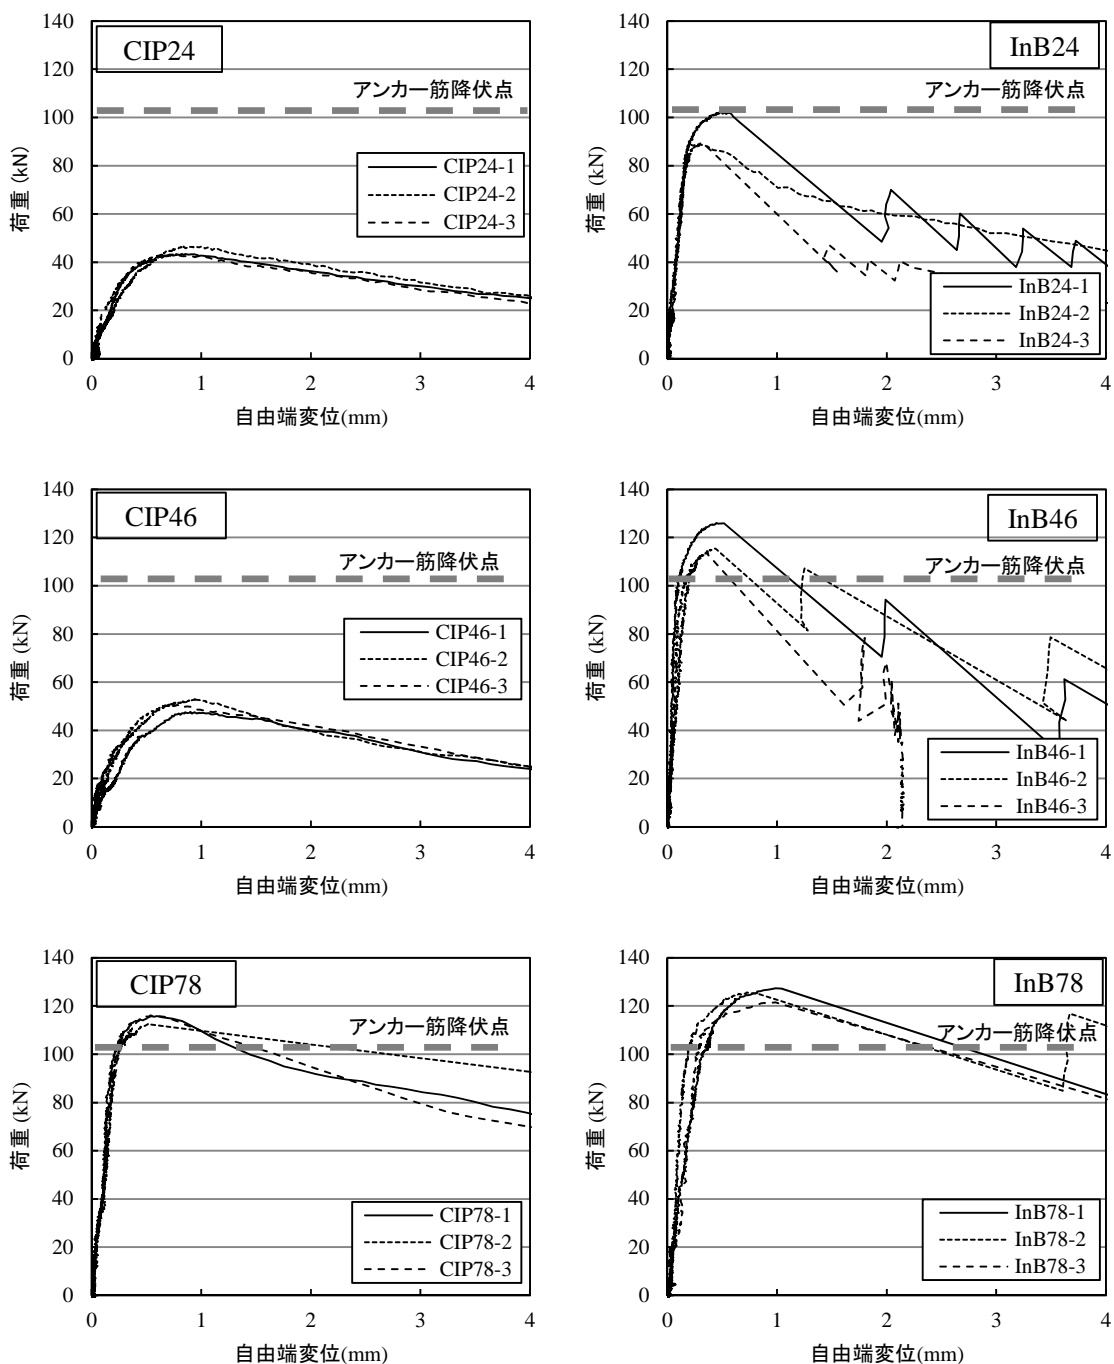 CIP24
140
120
100
80
60
40
20
0
荷重 (kN)
アンカー筋降伏点
CIP24-1
CIP24-2
CIP24-3
0 1 2 3 4
自由端変位(mm)
InB24
140
120
100
80
60
40
20
0
荷重 (kN)
アンカー筋降伏点
InB24-1
InB24-2
InB24-3
0 1 2 3 4
自由端変位(mm)
CIP46
140
120
100
80
60
40
20
0
荷重 (kN)
アンカー筋降伏点
CIP46-1
CIP46-2
CIP46-3
0 1 2 3 4
自由端変位(mm)
InB46
140
120
100
80
60
40
20
0
荷重 (kN)
アンカー筋降伏点
InB46-1
InB46-2
InB46-3
0 1 2 3 4
自由端変位(mm)
CIP78
140
120
100
80
60
40
20
0
荷重 (kN)
アンカー筋降伏点
CIP78-1
CIP78-2
CIP78-3
0 1 2 3 4
自由端変位(mm)
InB78
140
120
100
80
60
40
20
0
荷重 (kN)
アンカー筋降伏点
InB78-1
InB78-2
InB78-3
0 1 2 3 4
自由端変位(mm)